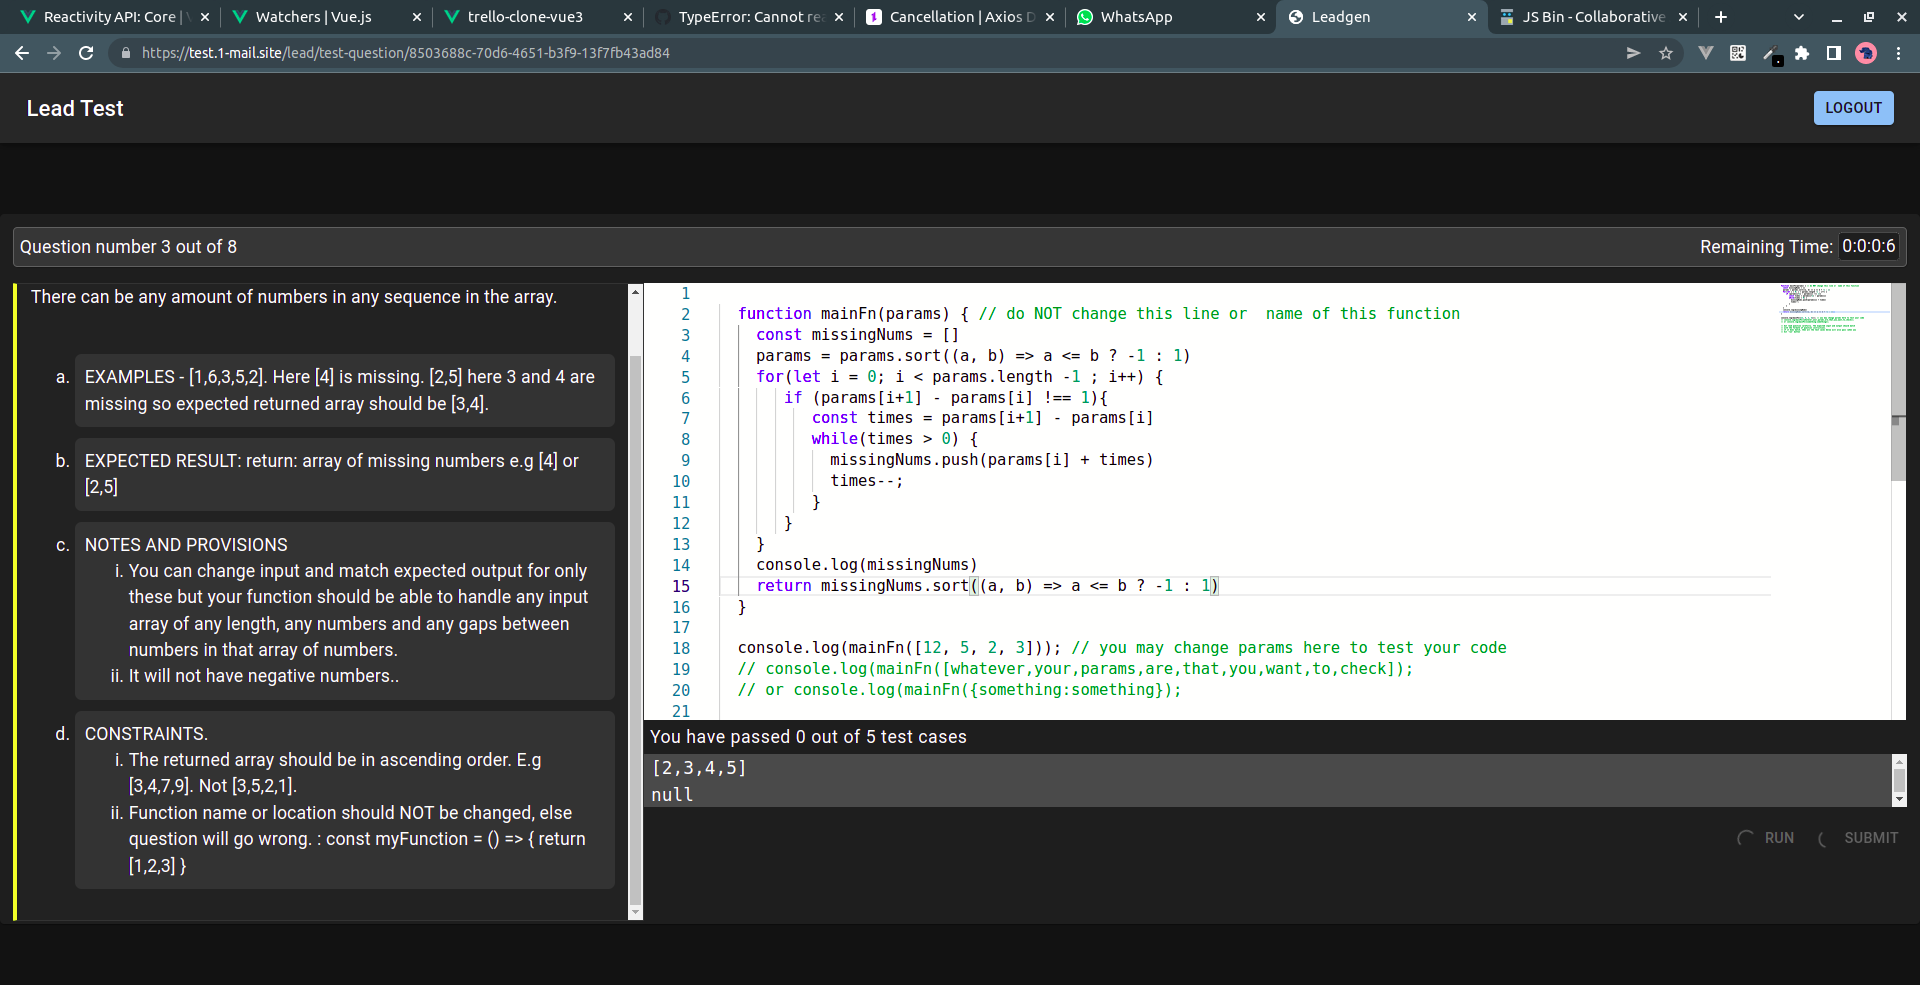 Reactivity API: Core |
Watchers | Vue.js
trello-clone-vue3
TypeError: Cannot rea
Cancellation | Axios D
WhatsApp
Leadgen
JS Bin - Collaborative
https://test.1-mail.site/lead/test-question/8503688c-70d6-4651-b3f9-13f7fb43ad84
Lead Test
LOGOUT
Question number 3 out of 8
Remaining Time: 0:0:0:6
There can be any amount of numbers in any sequence in the array.
a. EXAMPLES - [1,6,3,5,2]. Here [4] is missing. [2,5] here 3 and 4 are
missing so expected returned array should be [3,4].
b. EXPECTED RESULT: return: array of missing numbers e.g [4] or
[2,5]
c. NOTES AND PROVISIONS
i. You can change input and match expected output for only
these but your function should be able to handle any input
array of any length, any numbers and any gaps between
numbers in that array of numbers.
ii. It will not have negative numbers..
d. CONSTRAINTS.
i. The returned array should be in ascending order. E.g
[3,4,7,9]. Not [3,5,2,1].
ii. Function name or location should NOT be changed, else
question will go wrong. : const myFunction = () => { return
[1,2,3] }
1
2 function mainFn(params) { // do NOT change this line or  name of this function
3 const missingNums = []
4 params = params.sort((a, b) => a <= b ? -1 : 1)
5 for(let i = 0; i < params.length -1 ; i++) {
6 if (params[i+1] - params[i] !== 1){
7 const times = params[i+1] - params[i]
8 while(times > 0) {
9 missingNums.push(params[i] + times)
10 times--;
11 }
12 }
13 }
14 console.log(missingNums)
15 return missingNums.sort((a, b) => a <= b ? -1 : 1)
16 }
17
18 console.log(mainFn([12, 5, 2, 3])); // you may change params here to test your code
19 // console.log(mainFn([whatever,your,params,are,that,you,want,to,check]);
20 // or console.log(mainFn({something:something});
21
You have passed 0 out of 5 test cases
[2,3,4,5]
null
RUN
SUBMIT